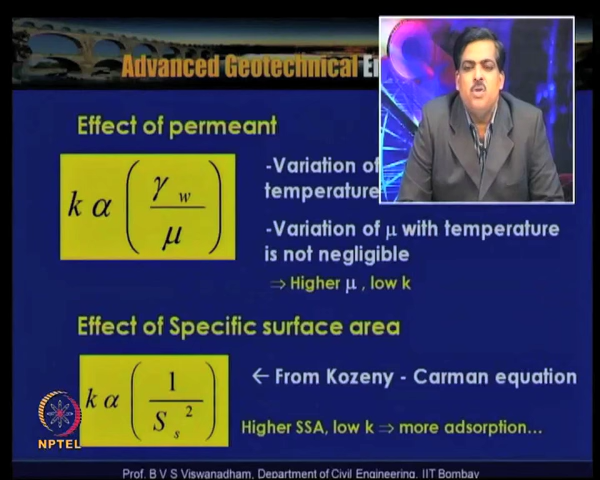 Advanced Geotechnical En
Effect of permeant
k α ( γ w / μ )
-Variation of
temperature
-Variation of μ with temperature
is not negligible
⇒ Higher μ , low k
Effect of Specific surface area
k α ( 1 / S s 2 )
← From Kozeny - Carman equation
Higher SSA, low k ⇒ more adsorption...
NPTEL
Prof. B V S Viswanadham, Department of Civil Engineering, IIT Bombay